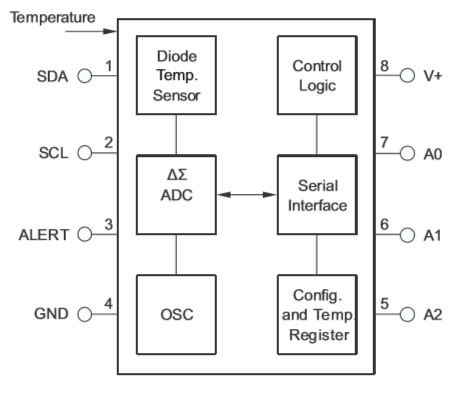 Temperature
SDA
1
SCL
2
ALERT
3
GND
4
Diode
Temp.
Sensor
ΔΣ
ADC
OSC
Control
Logic
Serial
Interface
Config.
and Temp.
Register
8
V+
7
A0
6
A1
5
A2